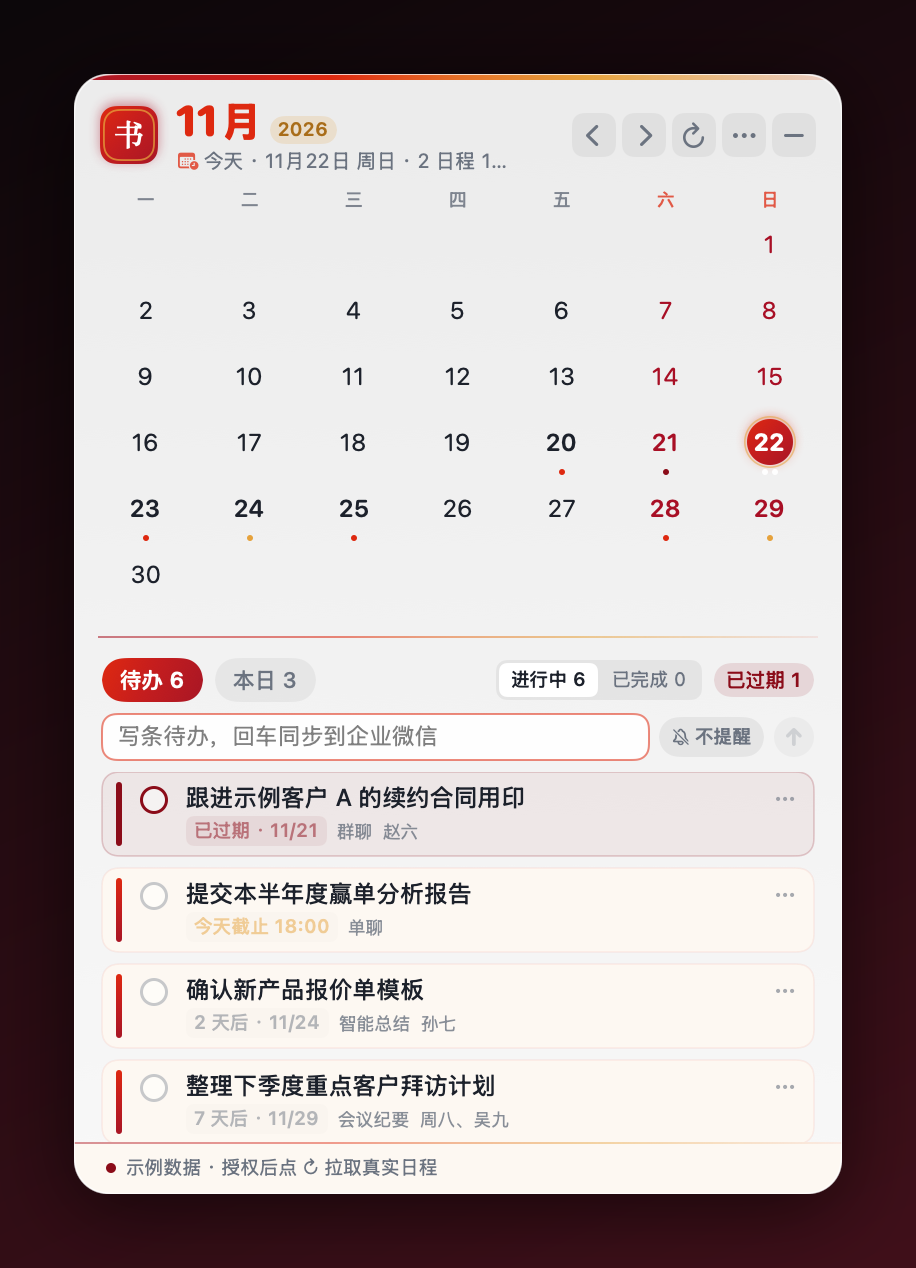 书
11月 2026
今天 · 11月22日 周日 · 2 日程 1...
一 二 三 四 五 六 日
1
2 3 4 5 6 7 8
9 10 11 12 13 14 15
16 17 18 19 20 21 22
23 24 25 26 27 28 29
30
待办 6 本日 3 进行中 6 已完成 0 已过期 1
写条待办，回车同步到企业微信 不提醒
跟进示例客户 A 的续约合同用印
已过期 · 11/21 群聊 赵六
提交本半年度赢单分析报告
今天截止 18:00 单聊
确认新产品报价单模板
2 天后 · 11/24 智能总结 孙七
整理下季度重点客户拜访计划
7 天后 · 11/29 会议纪要 周八、吴九
示例数据 · 授权后点 ↻ 拉取真实日程